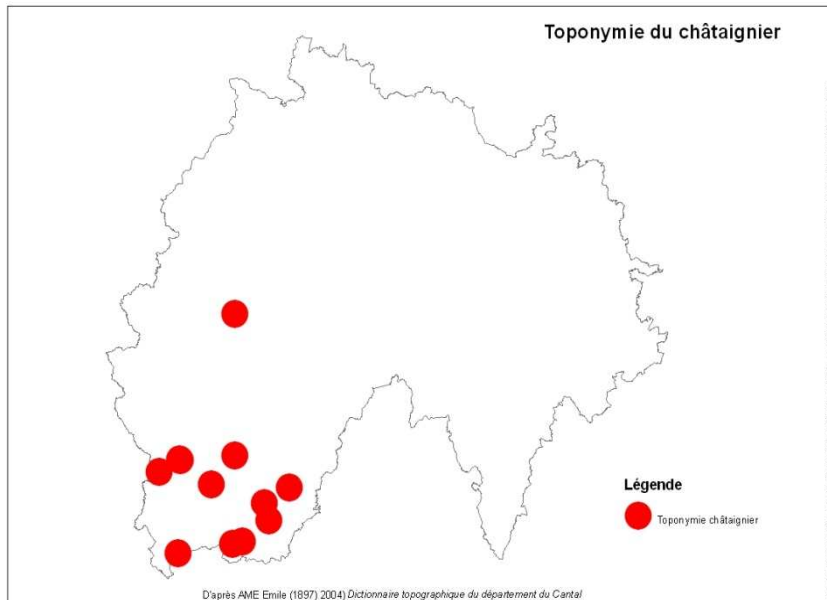 Toponymie du châtaignier
Légende
Toponymie châtaignier
D'après AME Emile (1897) 2004) Dictionnaire topographique du département du Cantal